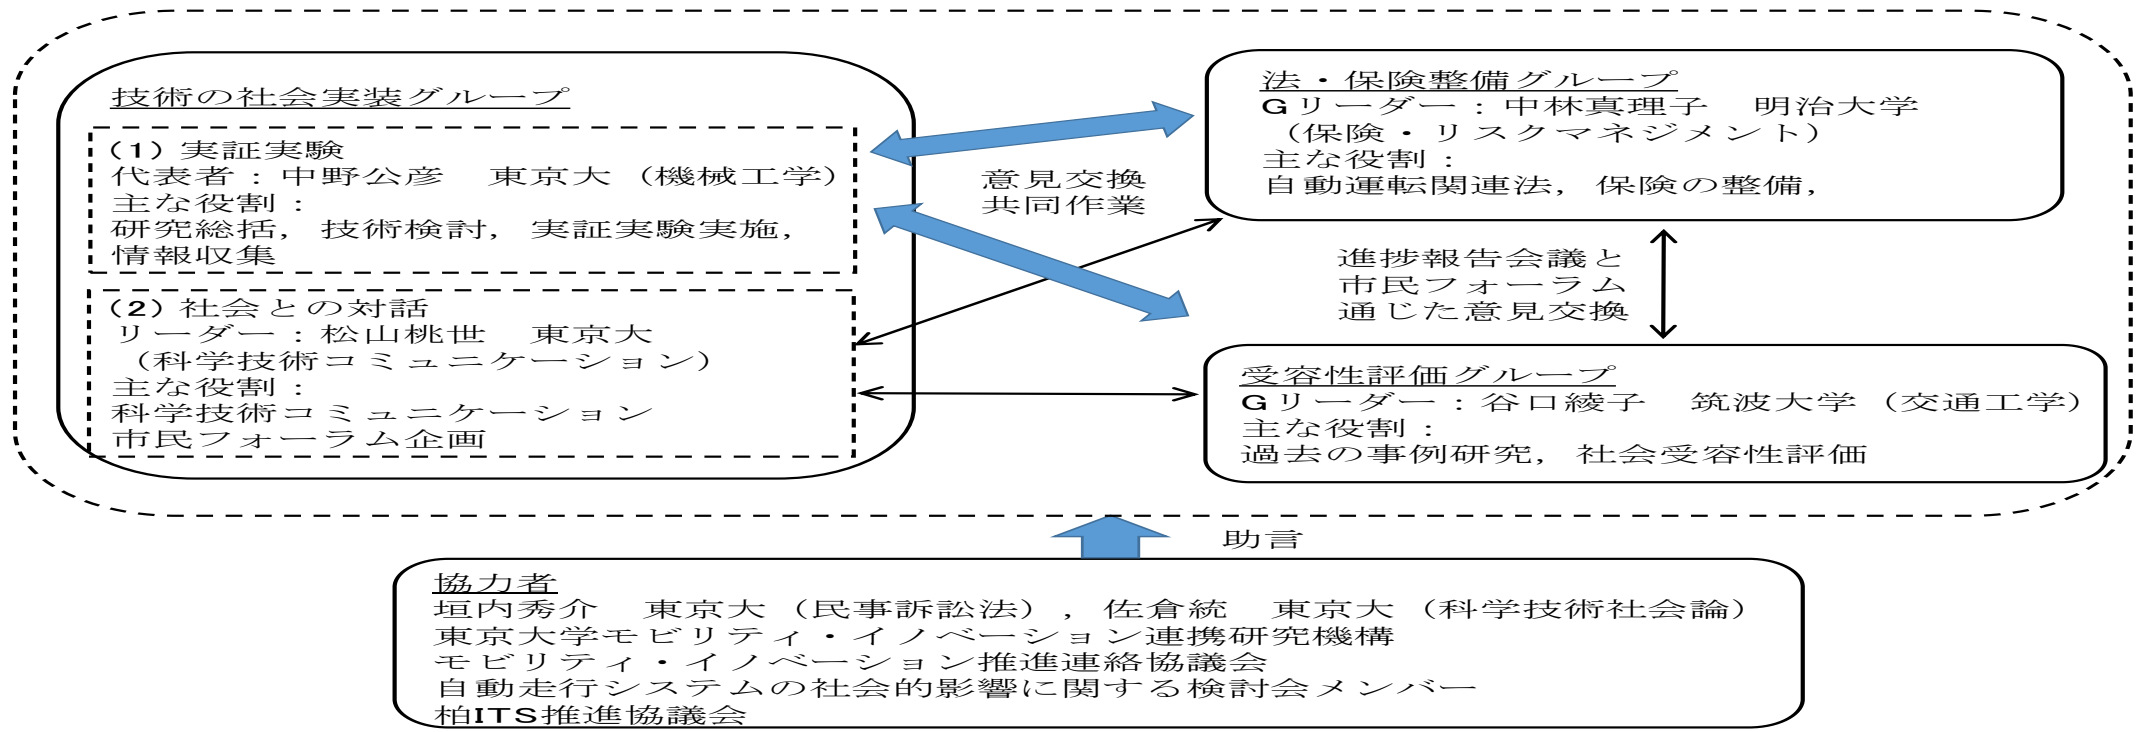 技術の社会実装グループ
(1) 実証実験
代表者：中野公彦　東京大（機械工学）
主な役割：
研究総括，技術検討，実証実験実施，
情報収集
(2) 社会との対話
リーダー：松山桃世　東京大
（科学技術コミュニケーション）
主な役割：
科学技術コミュニケーション
市民フォーラム企画
意見交換
共同作業
法・保険整備グループ
Gリーダー：中林真理子　明治大学
（保険・リスクマネジメント）
主な役割：
自動運転関連法，保険の整備，
進捗報告会議と
市民フォーラム
通じた意見交換
受容性評価グループ
Gリーダー：谷口綾子　筑波大学（交通工学）
主な役割：
過去の事例研究，社会受容性評価
助言
協力者
垣内秀介　東京大（民事訴訟法），佐倉統　東京大（科学技術社会論）
東京大学モビリティ・イノベーション連携研究機構
モビリティ・イノベーション推進連絡協議会
自動走行システムの社会的影響に関する検討会メンバー
柏ITS推進協議会